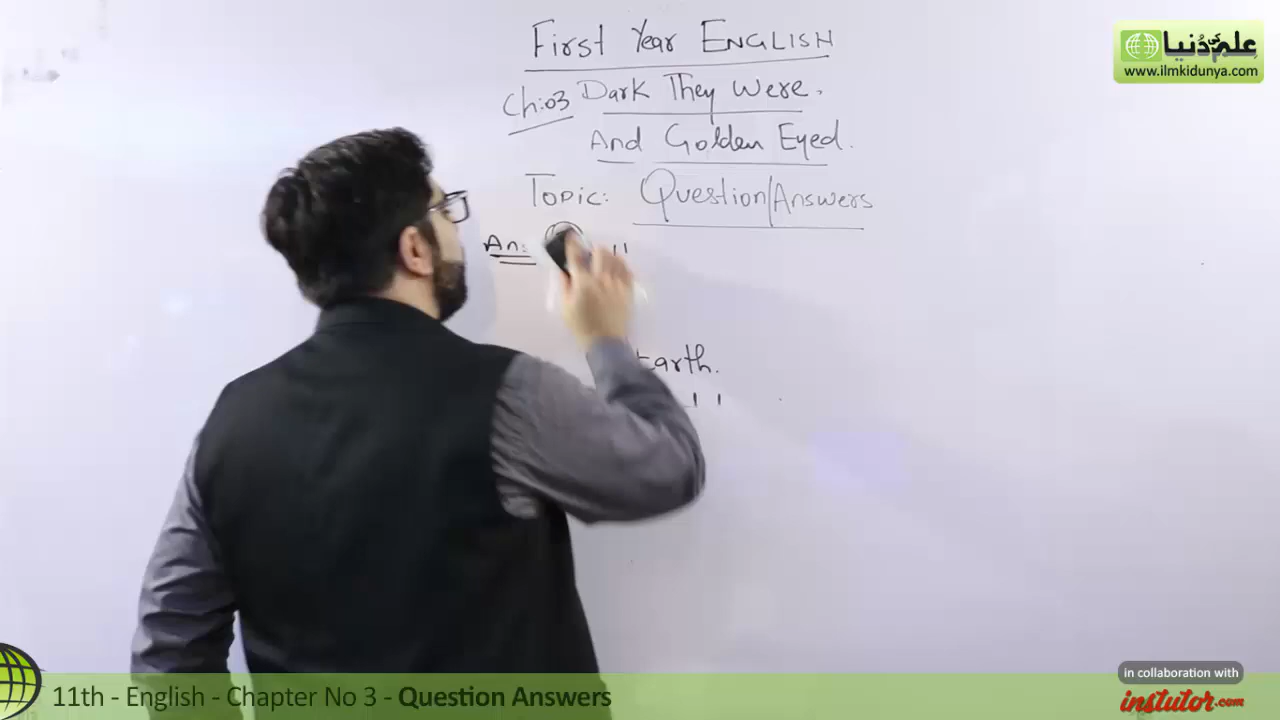 First Year ENGLISH
Ch:03 Dark They Were.
And Golden Eyed.
Topic: Question/Answers
An:
Earth.
علم کی دُنیا
www.ilmkidunya.com
in collaboration with
instutor.com
11th - English - Chapter No 3 - Question Answers